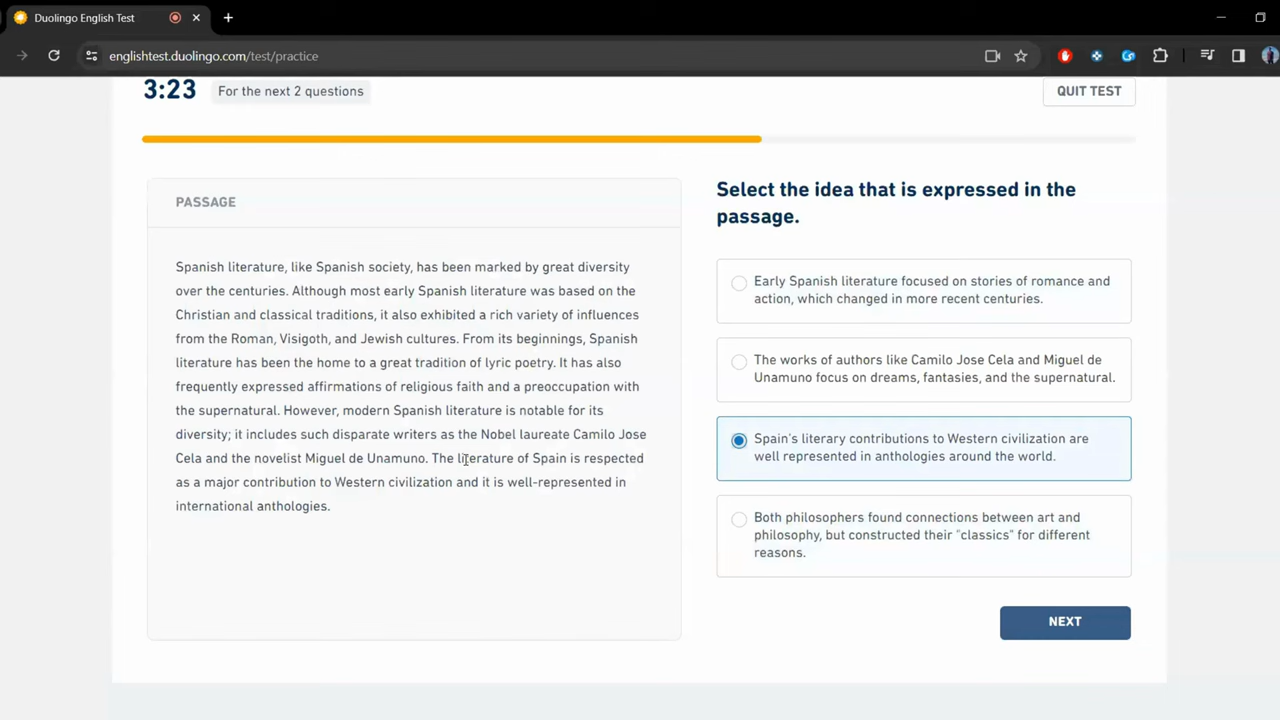 Duolingo English Test
englishtest.duolingo.com/test/practice
3:23
For the next 2 questions
QUIT TEST
PASSAGE
Spanish literature, like Spanish society, has been marked by great diversity
over the centuries. Although most early Spanish literature was based on the
Christian and classical traditions, it also exhibited a rich variety of influences
from the Roman, Visigoth, and Jewish cultures. From its beginnings, Spanish
literature has been the home to a great tradition of lyric poetry. It has also
frequently expressed affirmations of religious faith and a preoccupation with
the supernatural. However, modern Spanish literature is notable for its
diversity; it includes such disparate writers as the Nobel laureate Camilo Jose
Cela and the novelist Miguel de Unamuno. The literature of Spain is respected
as a major contribution to Western civilization and it is well-represented in
international anthologies.
Select the idea that is expressed in the
passage.
Early Spanish literature focused on stories of romance and
action, which changed in more recent centuries.
The works of authors like Camilo Jose Cela and Miguel de
Unamuno focus on dreams, fantasies, and the supernatural.
Spain's literary contributions to Western civilization are
well represented in anthologies around the world.
Both philosophers found connections between art and
philosophy, but constructed their "classics" for different
reasons.
NEXT